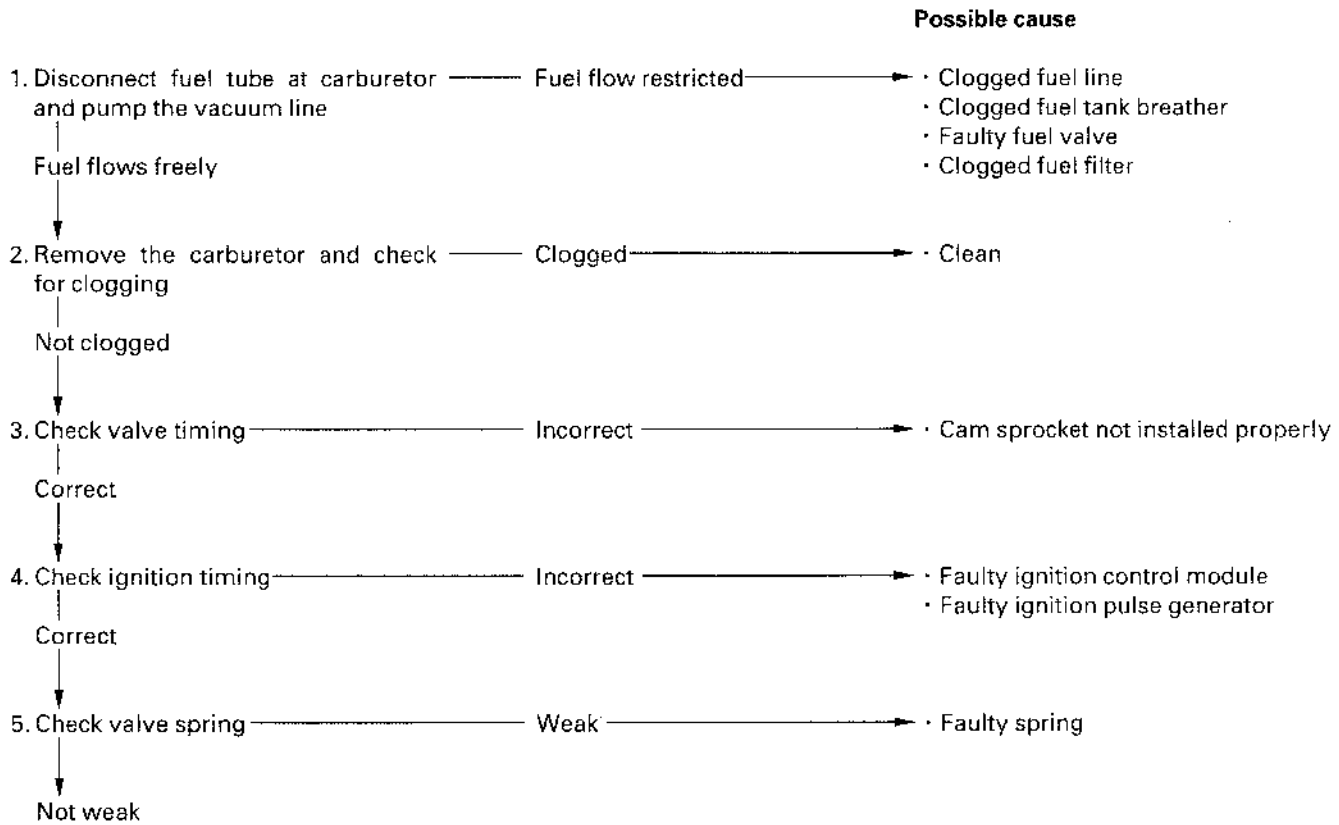 Possible cause
1. Disconnect fuel tube at carburetor Fuel flow restricted · Clogged fuel line
and pump the vacuum line · Clogged fuel tank breather
· Faulty fuel valve
Fuel flows freely · Clogged fuel filter
2. Remove the carburetor and check Clogged · Clean
for clogging
Not clogged
3. Check valve timing Incorrect · Cam sprocket not installed properly
Correct
4. Check ignition timing Incorrect · Faulty ignition control module
· Faulty ignition pulse generator
Correct
5. Check valve spring Weak · Faulty spring
Not weak